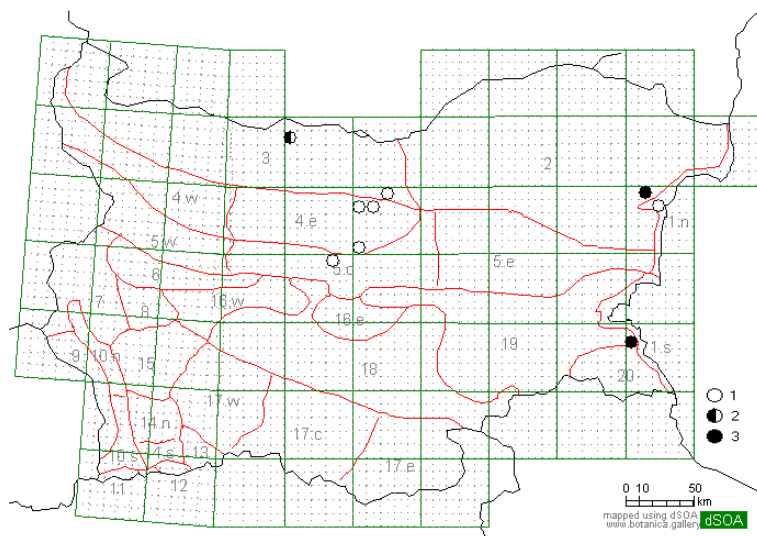 3
2
4.w
4.e
1.n
5.w
5.c
5.e
6
7
8
16.w
16.e
9
10.n
15
18
19
1.s
20
17.w
1
14.n
2
17.c
3
10.s
14.s
13
17.e
11
12
0 10 50
km
mapped using dSOA
www.botanica.gallery
dSOA